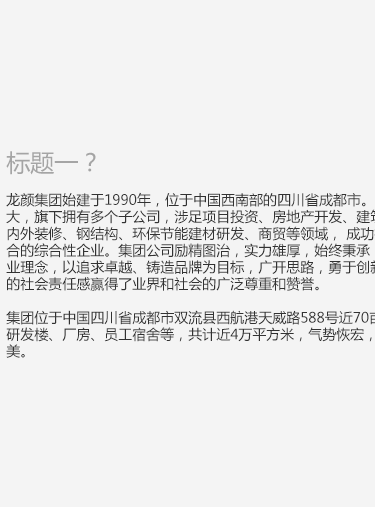 标题一？
龙颜集团始建于1990年，位于中国西南部的四川省成都市。
大，旗下拥有多个子公司，涉足项目投资、房地产开发、建筑
内外装修、钢结构、环保节能建材研发、商贸等领域， 成功
合的综合性企业。集团公司励精图治，实力雄厚，始终秉承
业理念，以追求卓越、铸造品牌为目标，广开思路，勇于创新
的社会责任感赢得了业界和社会的广泛尊重和赞誉。
集团位于中国四川省成都市双流县西航港天威路588号近70亩
研发楼、厂房、员工宿舍等，共计近4万平方米，气势恢宏，
美。